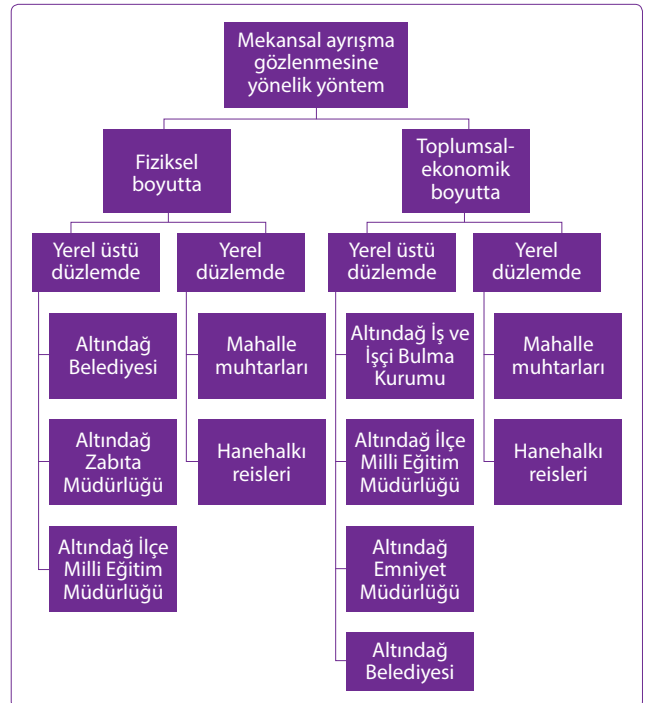 Mekansal ayrışma
gözlenmesine
yönelik yöntem
Fiziksel
boyutta
Toplumsal-
ekonomik
boyutta
Yerel üstü
düzlemde
Yerel
düzlemde
Yerel üstü
düzlemde
Yerel
düzlemde
Altındağ
Belediyesi
Altındağ
Zabıta
Müdürlüğü
Altındağ İlçe
Milli Eğitim
Müdürlüğü
Mahalle
muhtarları
Hanehalkı
reisleri
Altındağ İş ve
İşçi Bulma
Kurumu
Altındağ İlçe
Milli Eğitim
Müdürlüğü
Altındağ
Emniyet
Müdürlüğü
Altındağ
Belediyesi
Mahalle
muhtarları
Hanehalkı
reisleri